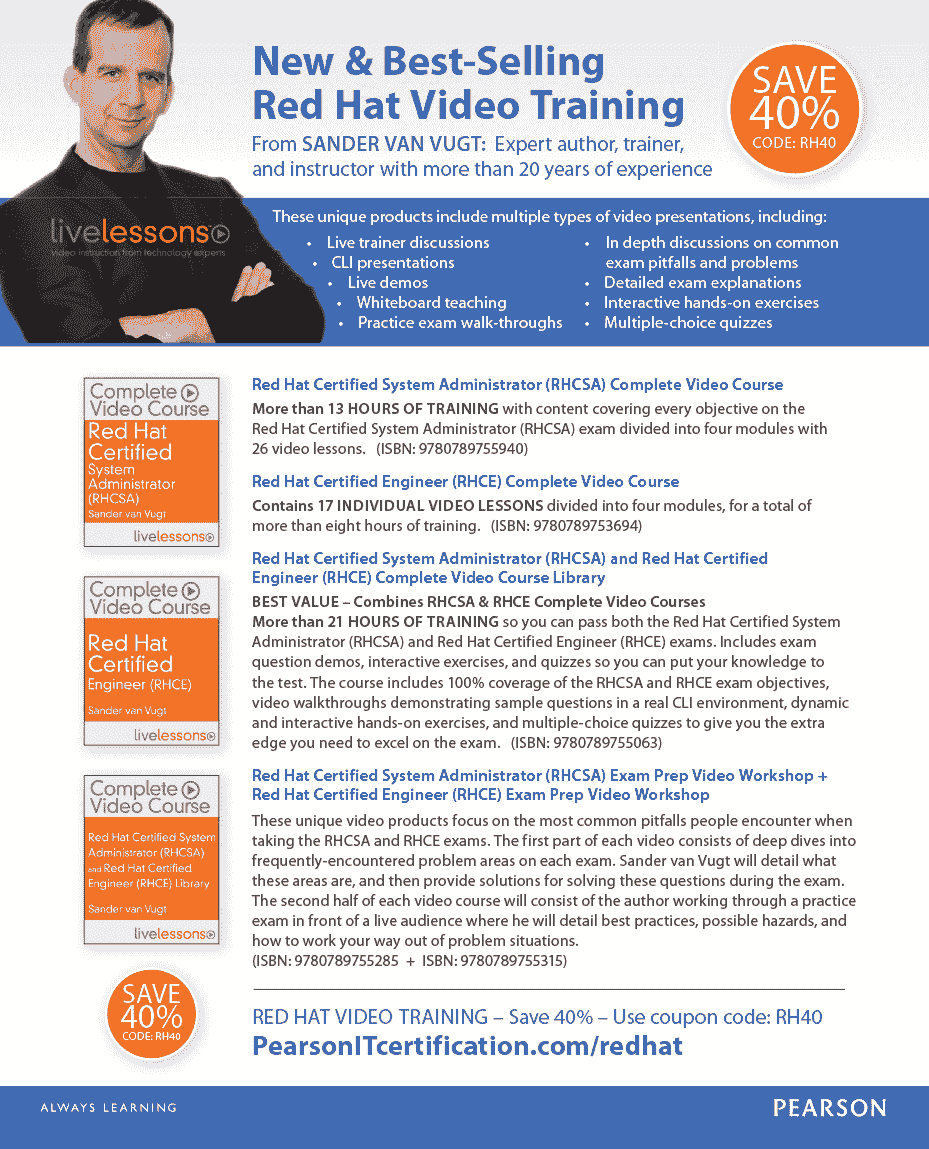 New & Best-Selling
Red Hat Video Training
From SANDER VAN VUGT: Expert author, trainer,
and instructor with more than 20 years of experience
SAVE
40%
CODE: RH40
livelessons
video instruction from technology experts
These unique products include multiple types of video presentations, including:
• Live trainer discussions
• CLI presentations
• Live demos
• Whiteboard teaching
• Practice exam walk-throughs
• In depth discussions on common
exam pitfalls and problems
• Detailed exam explanations
• Interactive hands-on exercises
• Multiple-choice quizzes
Complete
Video Course
Red Hat
Certified
System
Administrator
(RHCSA)
Sander van Vugt
livelessons
Red Hat Certified System Administrator (RHCSA) Complete Video Course
More than 13 HOURS OF TRAINING with content covering every objective on the
Red Hat Certified System Administrator (RHCSA) exam divided into four modules with
26 video lessons. (ISBN: 9780789755940)
Red Hat Certified Engineer (RHCE) Complete Video Course
Contains 17 INDIVIDUAL VIDEO LESSONS divided into four modules, for a total of
more than eight hours of training. (ISBN: 9780789753694)
Complete
Video Course
Red Hat
Certified
Engineer (RHCE)
Sander van Vugt
livelessons
Red Hat Certified System Administrator (RHCSA) and Red Hat Certified
Engineer (RHCE) Complete Video Course Library
BEST VALUE – Combines RHCSA & RHCE Complete Video Courses
More than 21 HOURS OF TRAINING so you can pass both the Red Hat Certified System
Administrator (RHCSA) and Red Hat Certified Engineer (RHCE) exams. Includes exam
question demos, interactive exercises, and quizzes so you can put your knowledge to
the test. The course includes 100% coverage of the RHCSA and RHCE exam objectives,
video walkthroughs demonstrating sample questions in a real CLI environment, dynamic
and interactive hands-on exercises, and multiple-choice quizzes to give you the extra
edge you need to excel on the exam. (ISBN: 9780789755063)
Complete
Video Course
Red Hat Certified System
Administrator (RHCSA)
and Red Hat Certified
Engineer (RHCE) Library
Sander van Vugt
livelessons
Red Hat Certified System Administrator (RHCSA) Exam Prep Video Workshop +
Red Hat Certified Engineer (RHCE) Exam Prep Video Workshop
These unique video products focus on the most common pitfalls people encounter when
taking the RHCSA and RHCE exams. The first part of each video consists of deep dives into
frequently-encountered problem areas on each exam. Sander van Vugt will detail what
these areas are, and then provide solutions for solving these questions during the exam.
The second half of each video course will consist of the author working through a practice
exam in front of a live audience where he will detail best practices, possible hazards, and
how to work your way out of problem situations.
(ISBN: 9780789755285 + ISBN: 9780789755315)
SAVE
40%
CODE: RH40
RED HAT VIDEO TRAINING – Save 40% – Use coupon code: RH40
PearsonITcertification.com/redhat
ALWAYS LEARNING
PEARSON